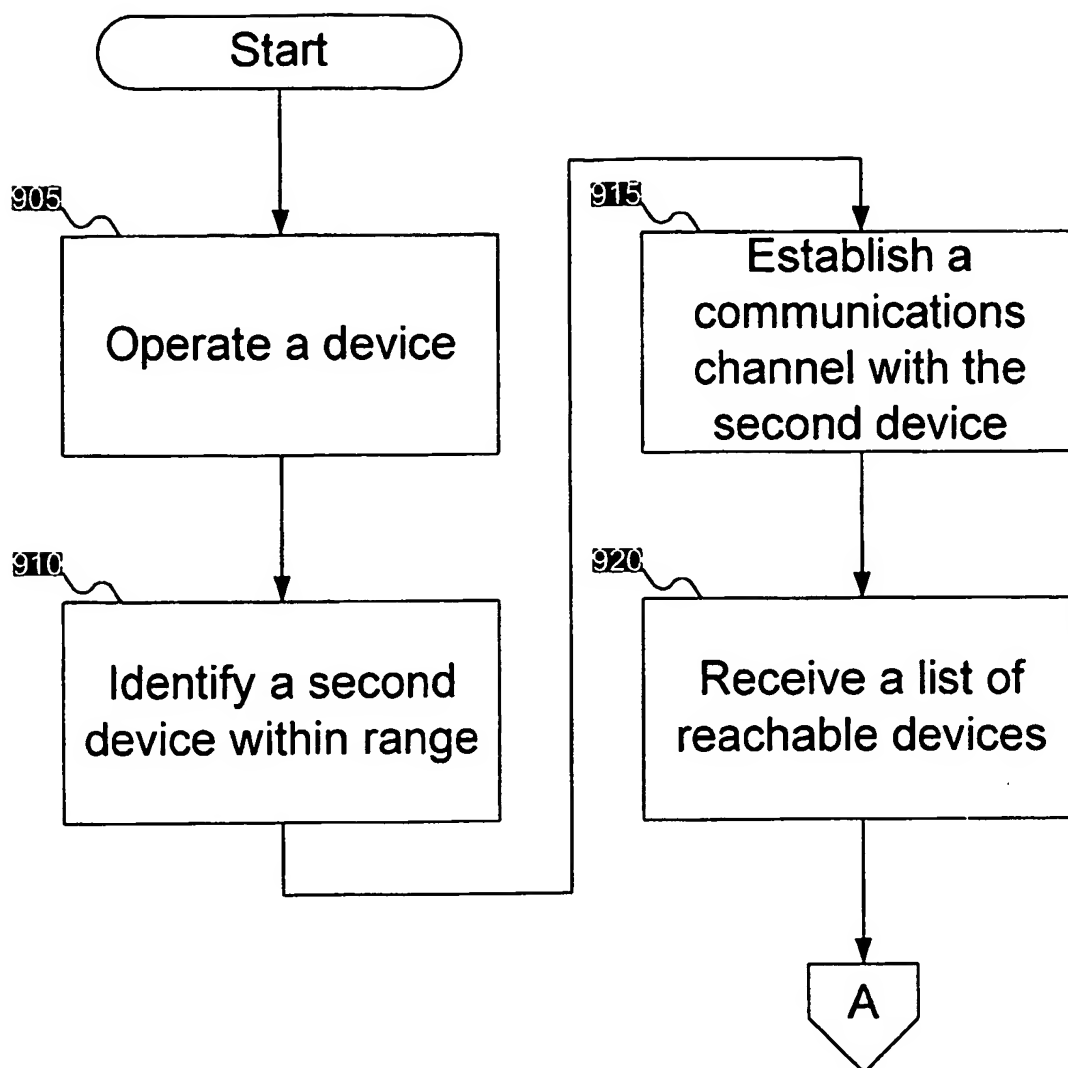 Start
905
Operate a device
910
Identify a second
device within range
915
Establish a
communications
channel with the
second device
920
Receive a list of
reachable devices
A